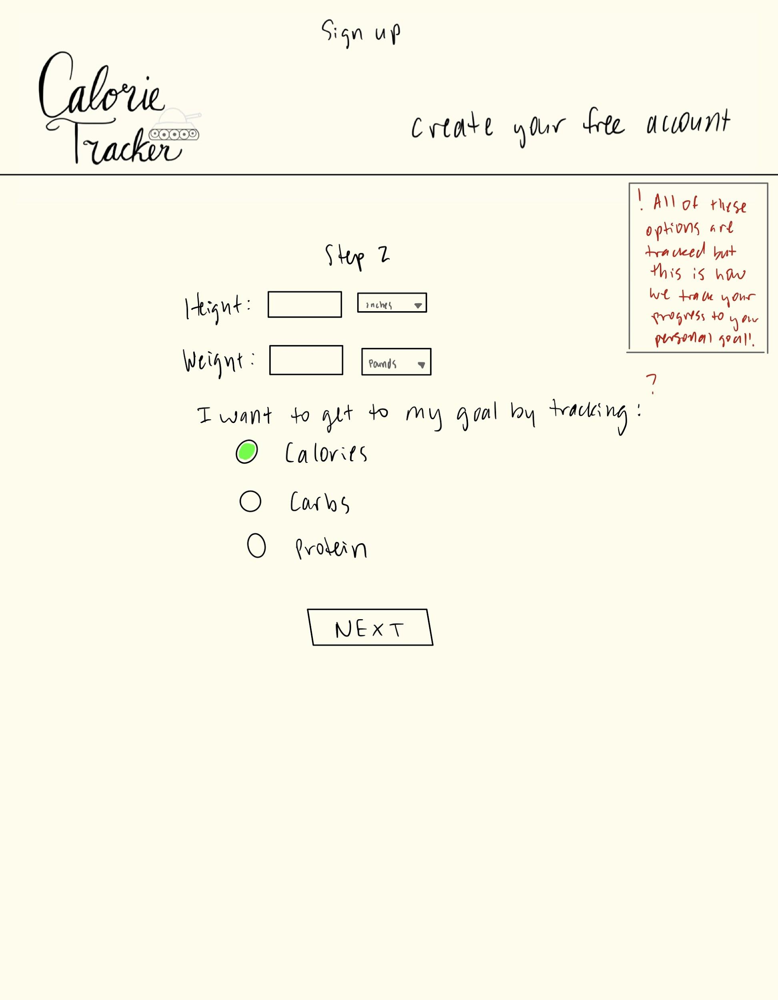 Sign up
Calorie
Tracker
create your free account
! All of these
options are
tracked but
this is how
we track your
progress to your
personal goal!
Step 2
Height: inches
Weight: Pounds
?
I want to get to my goal by tracking:
Calories
Carbs
Protein
NEXT